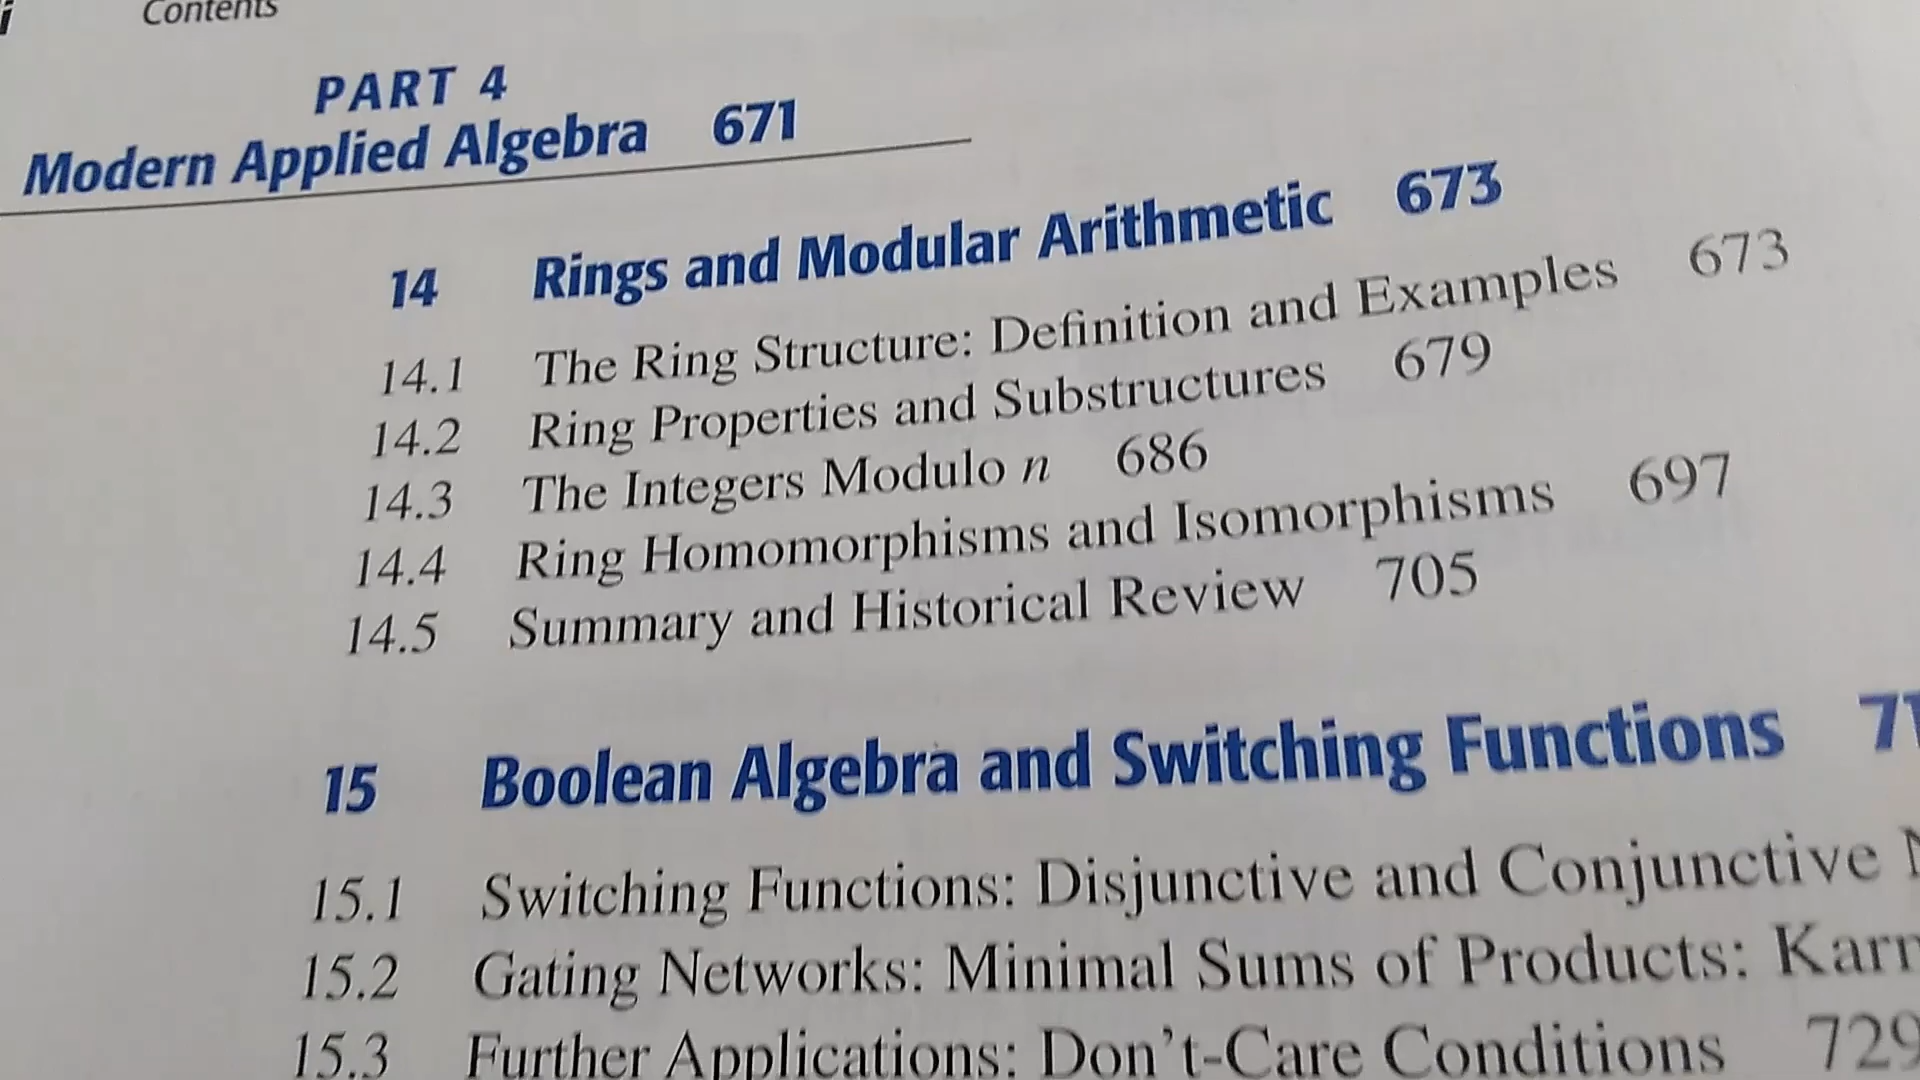 Contents
PART 4
Modern Applied Algebra 671
14 Rings and Modular Arithmetic 673
14.1 The Ring Structure: Definition and Examples 673
14.2 Ring Properties and Substructures 679
14.3 The Integers Modulo n 686
14.4 Ring Homomorphisms and Isomorphisms 697
14.5 Summary and Historical Review 705
15 Boolean Algebra and Switching Functions
15.1 Switching Functions: Disjunctive and Conjunctive
15.2 Gating Networks: Minimal Sums of Products:
15.3 Further Applications: Don't-Care Conditions 729